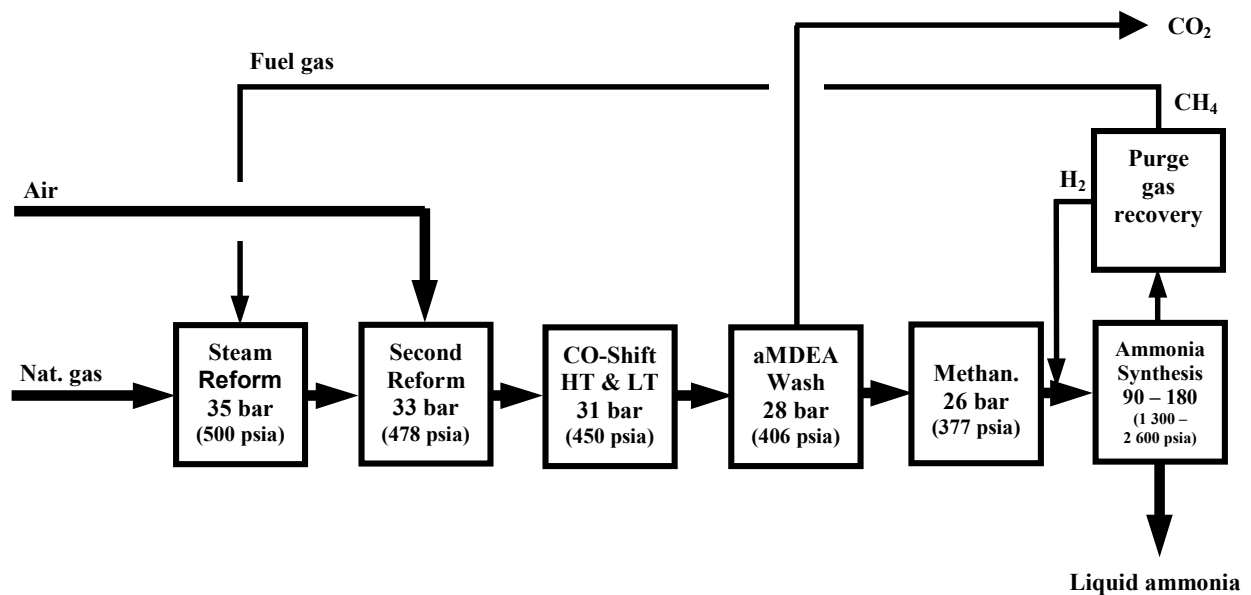 CO₂
Fuel gas
CH₄
Purge
gas
recovery
H₂
Air
Nat. gas
Steam
Reform
35 bar
(500 psia)
Second
Reform
33 bar
(478 psia)
CO-Shift
HT & LT
31 bar
(450 psia)
aMDEA
Wash
28 bar
(406 psia)
Methan.
26 bar
(377 psia)
Ammonia
Synthesis
90 – 180
(1 300 –
2 600 psia)
Liquid ammonia